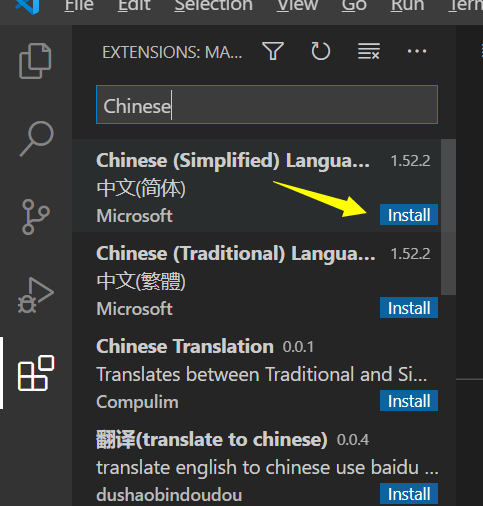 File Edit Selection View Go Run Term
EXTENSIONS: MA...
Chinese
Chinese (Simplified) Langua... 1.52.2
中文(简体)
Microsoft Install
Chinese (Traditional) Langua... 1.52.2
中文(繁體)
Microsoft Install
Chinese Translation 0.0.1
Translates between Traditional and Si...
Compulim Install
翻译(translate to chinese) 0.0.4
translate english to chinese use baidu ...
dushaobindoudou Install